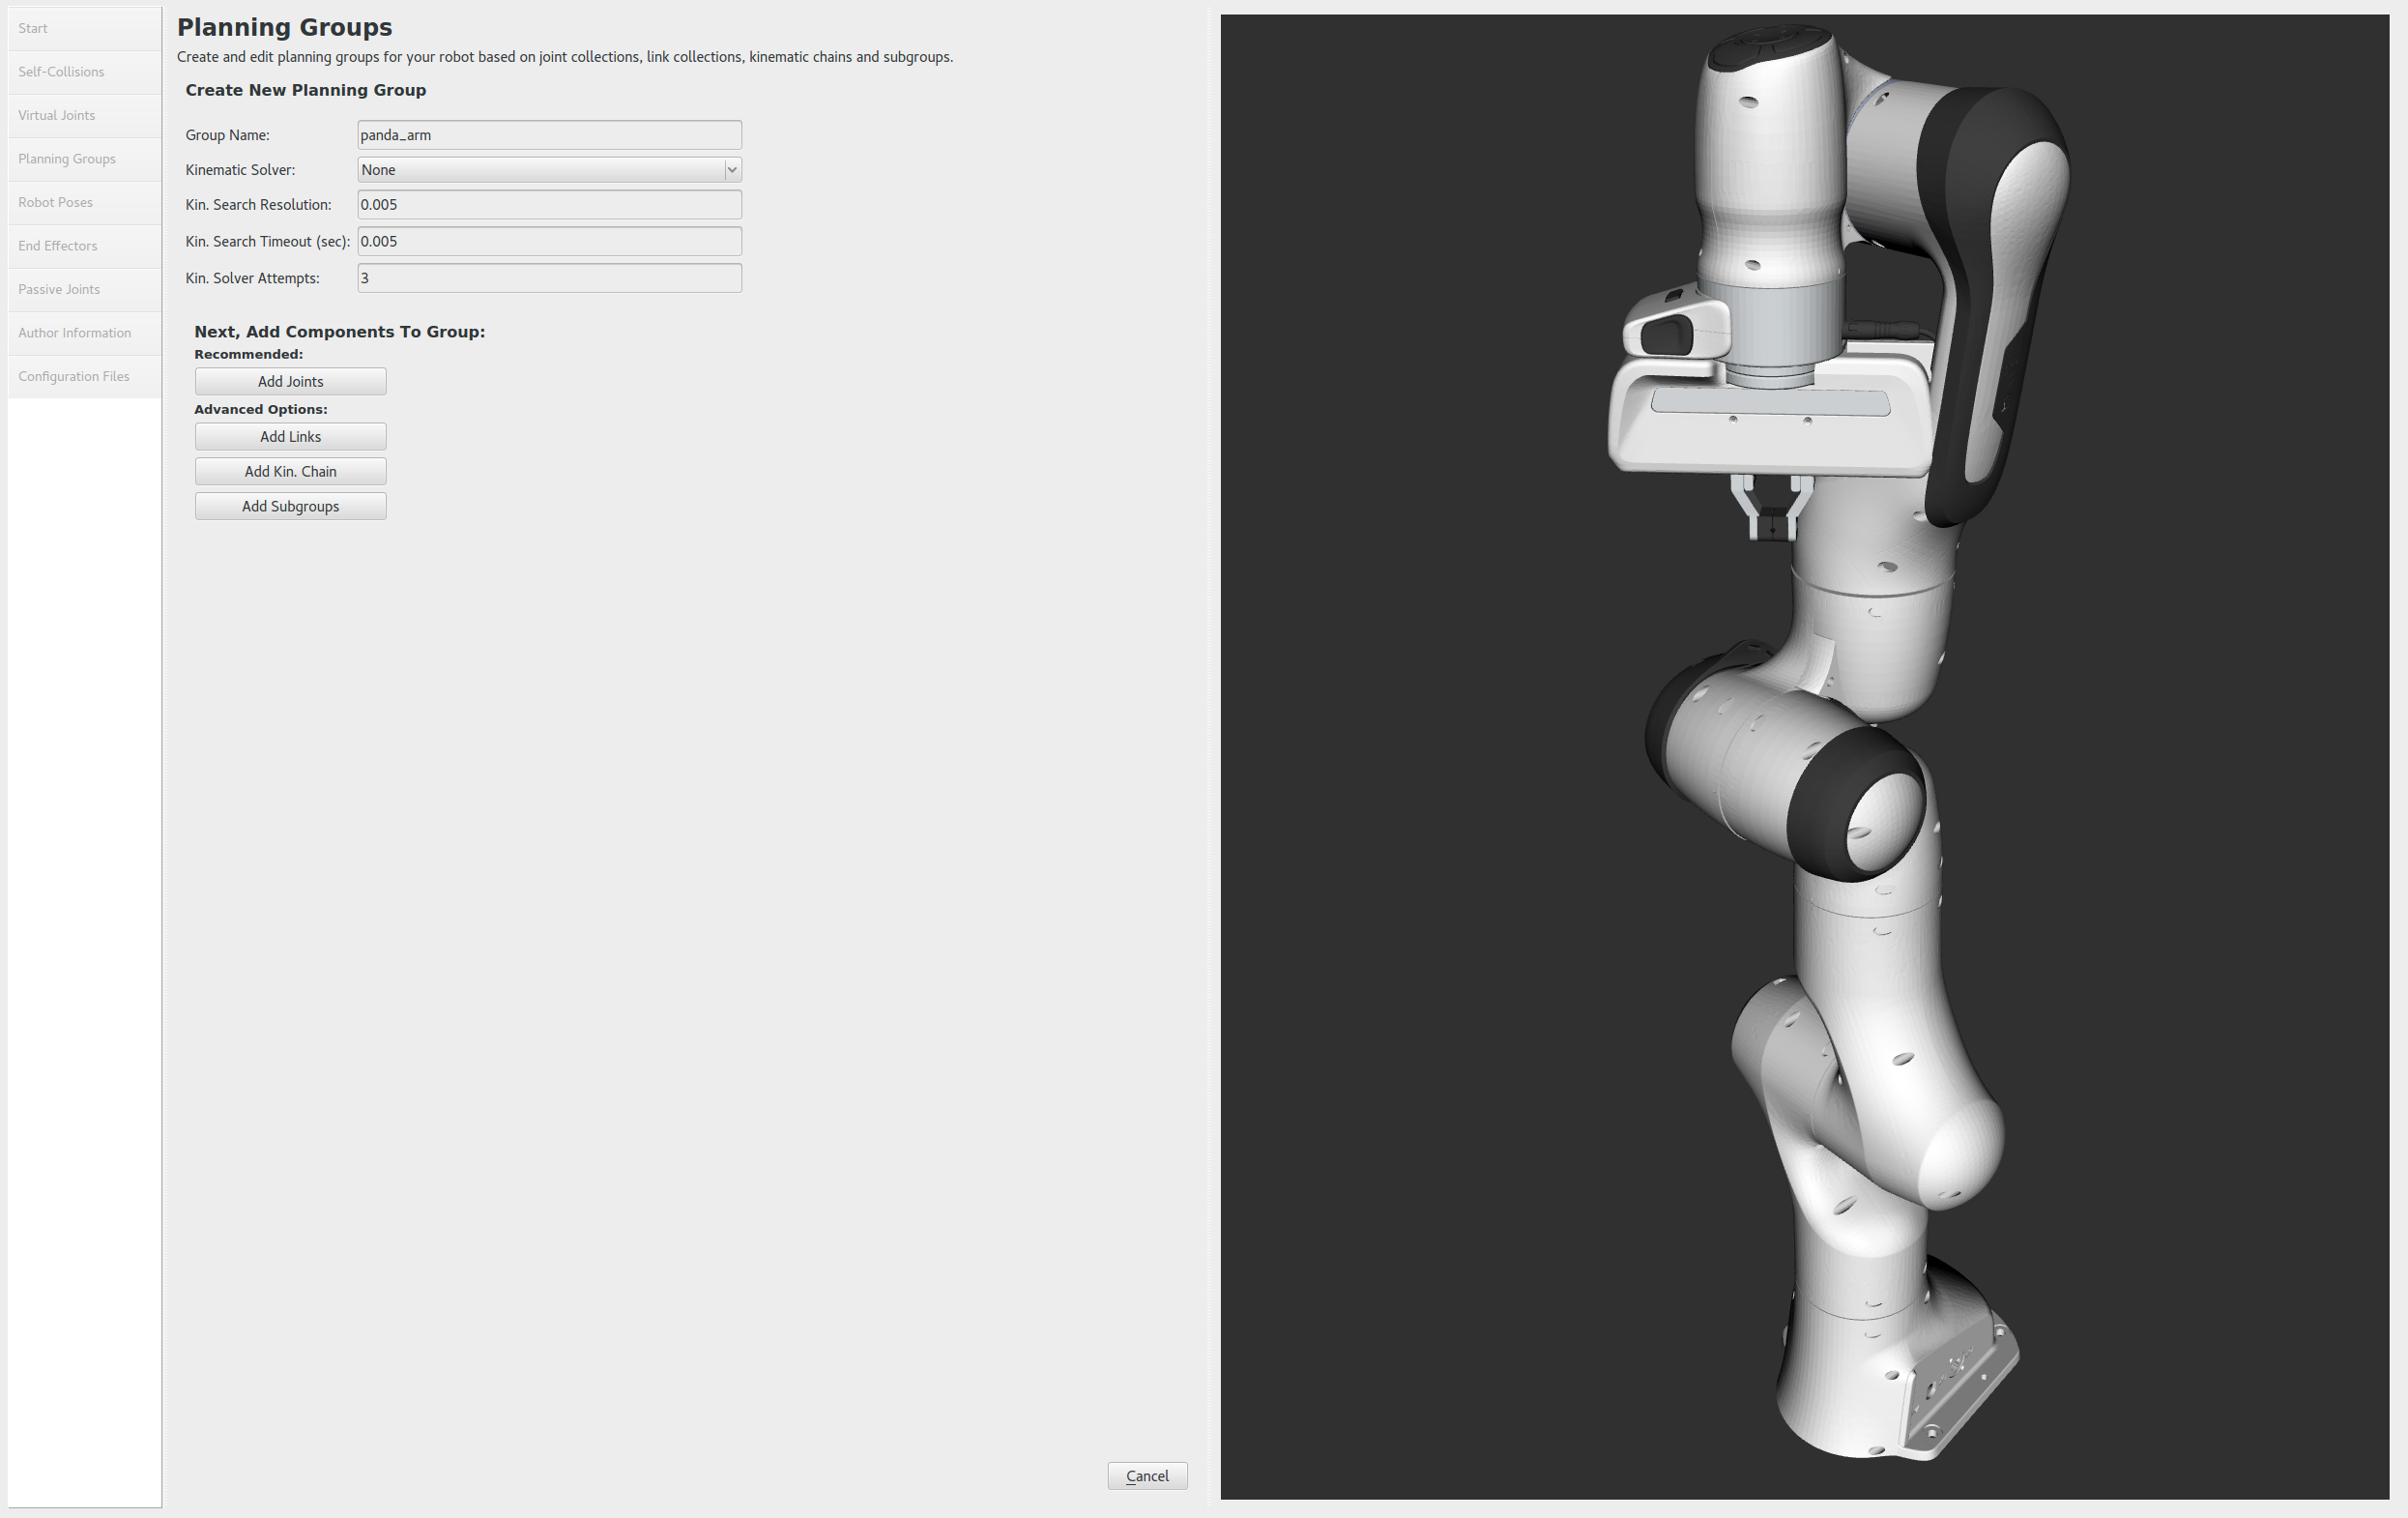 Start
Self-Collisions
Virtual Joints
Planning Groups
Robot Poses
End Effectors
Passive Joints
Author Information
Configuration Files
Planning Groups
Create and edit planning groups for your robot based on joint collections, link collections, kinematic chains and subgroups.
Create New Planning Group
Group Name: panda_arm
Kinematic Solver: None
Kin. Search Resolution: 0.005
Kin. Search Timeout (sec): 0.005
Kin. Solver Attempts: 3
Next, Add Components To Group:
Recommended:
Add Joints
Advanced Options:
Add Links
Add Kin. Chain
Add Subgroups
Cancel